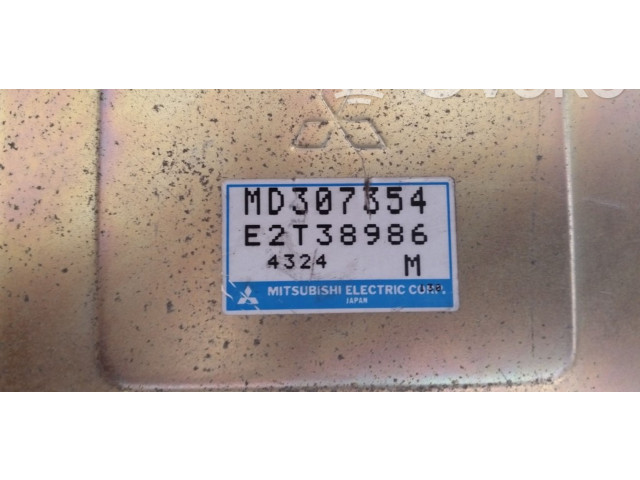 MD307354
E2T38986
4324 M
MITSUBISHI ELECTRIC CORP.
JAPAN